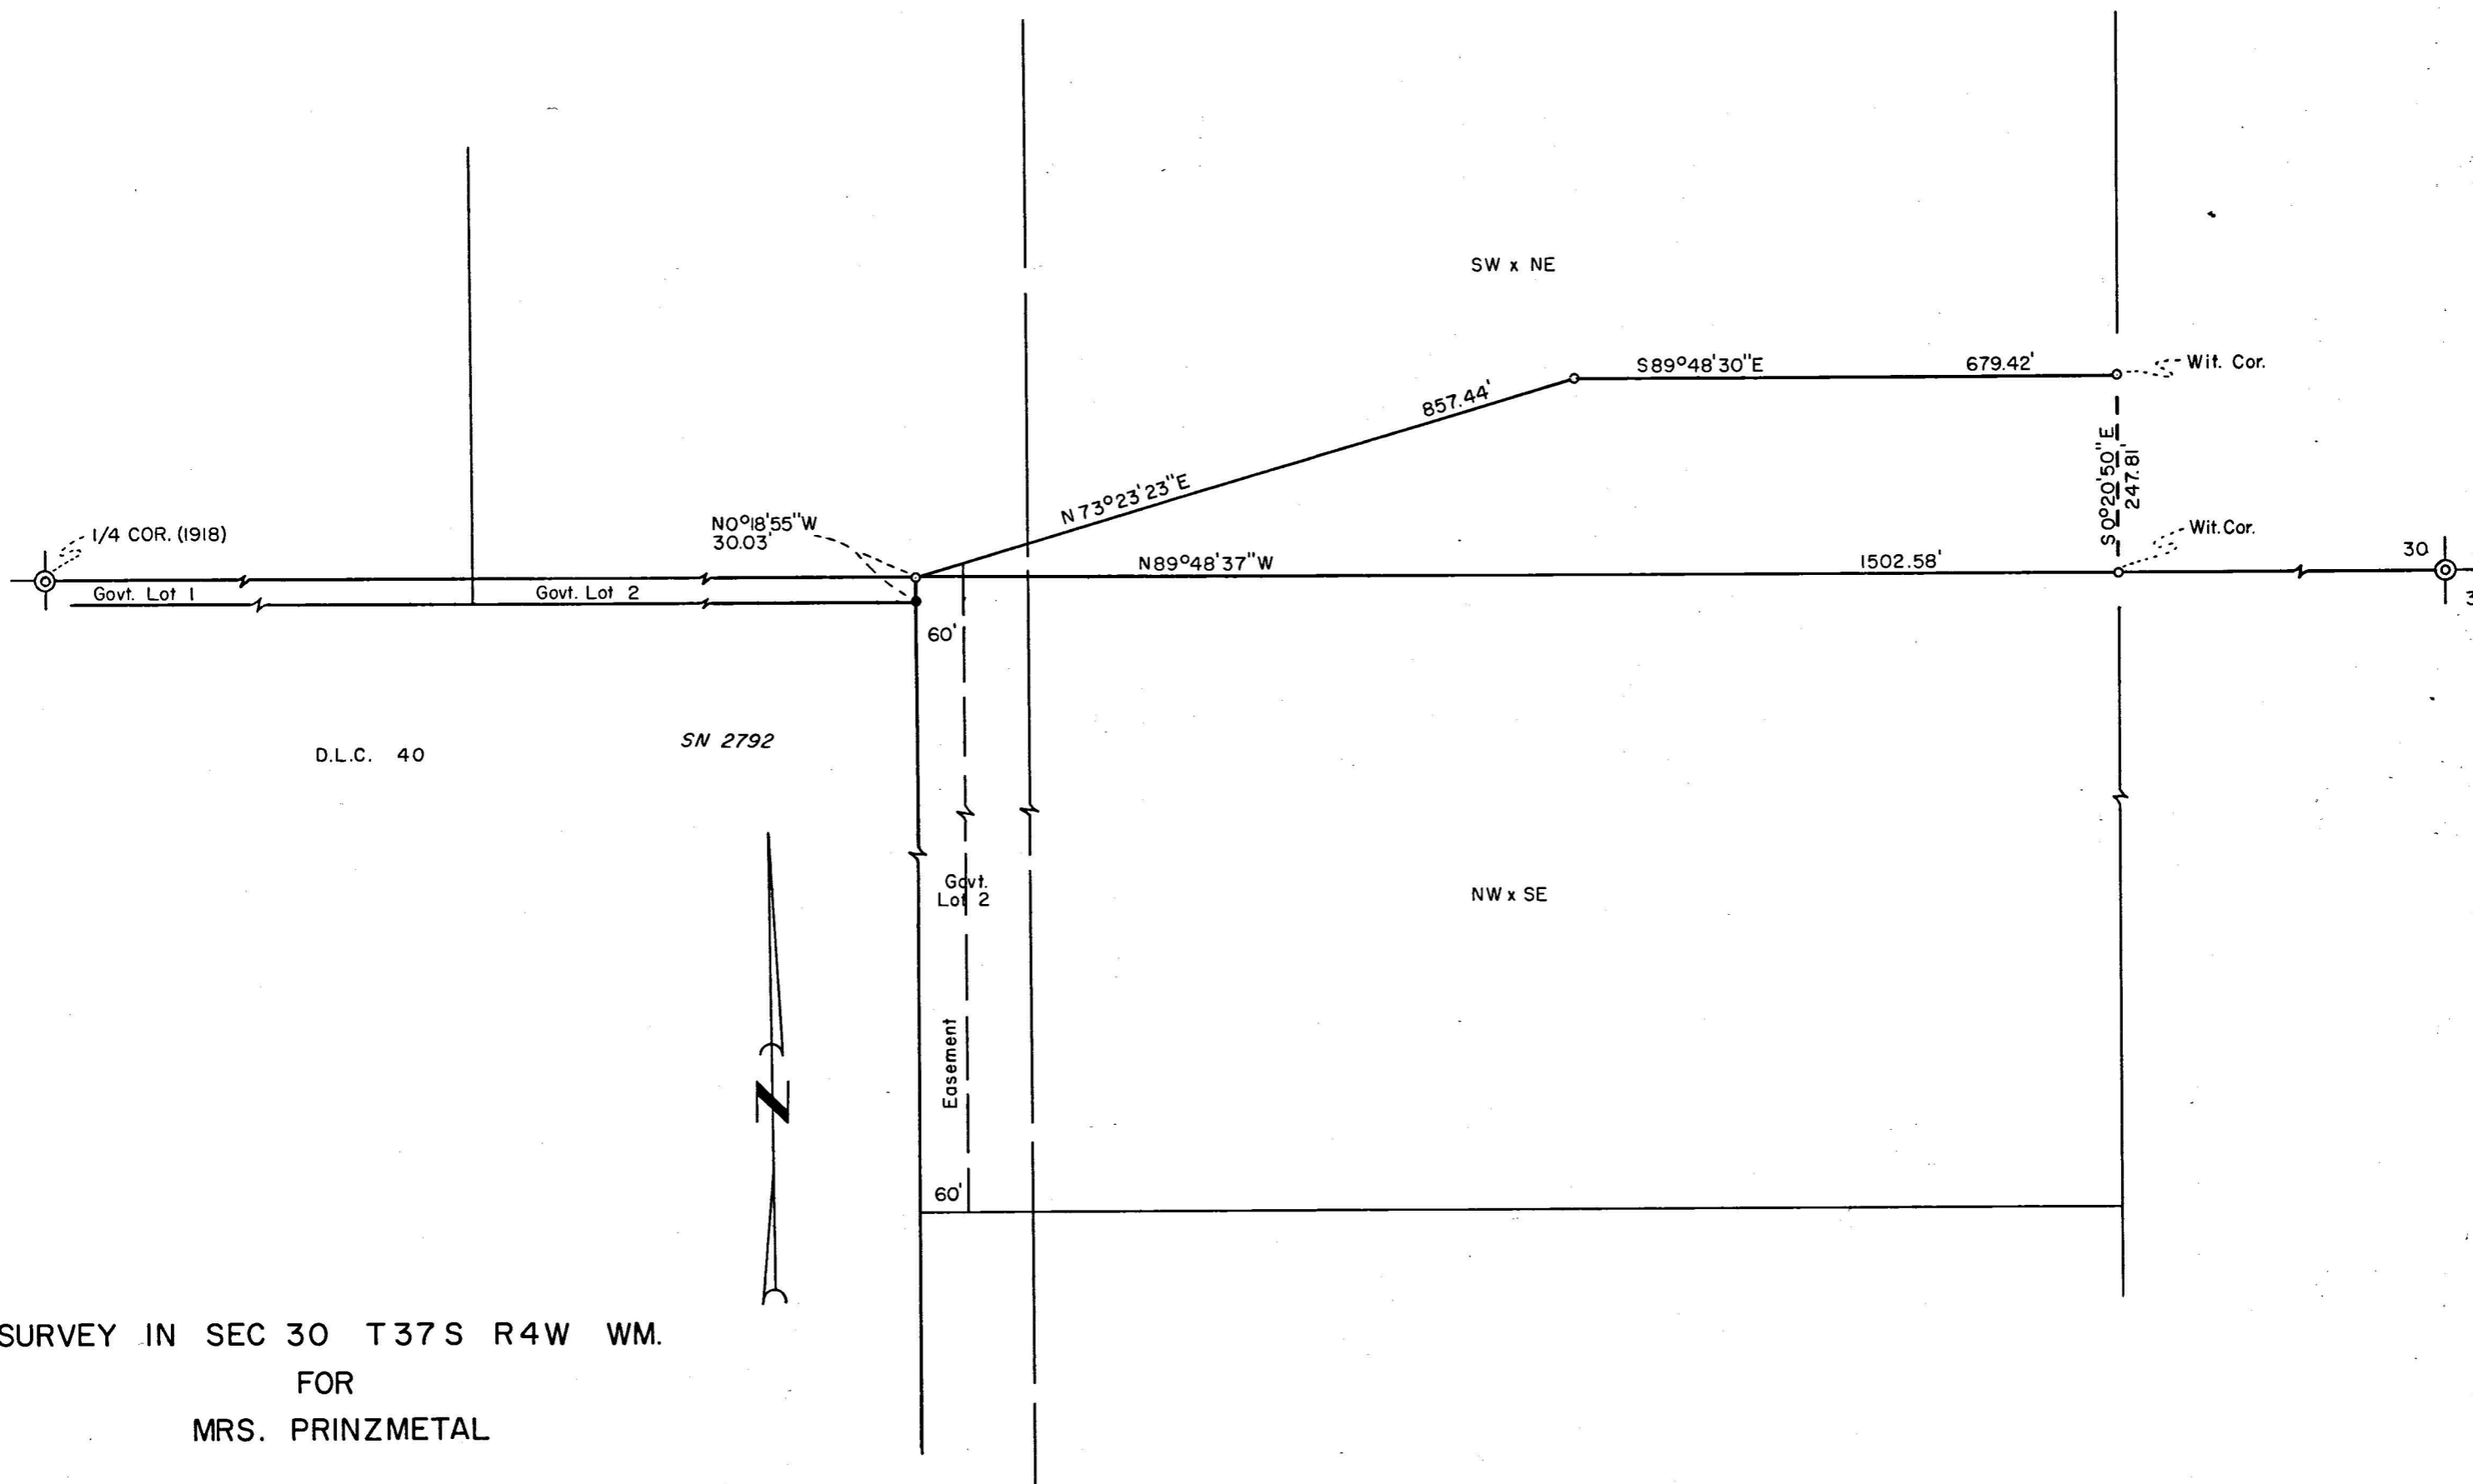 SW x NE
S89°48'30"E 679.42'
Wit. Cor.
857.44'
N73°23'23"E
S0°20'50"E
247.81'
1/4 COR. (1918)
N0°18'55"W
30.03'
Wit. Cor.
30
N89°48'37"W 1502.58'
Govt. Lot 1
Govt. Lot 2
60'
D.L.C. 40
SN 2792
Govt.
Lot 2
NW x SE
Easement
N
60'
SURVEY IN SEC 30 T37S R4W WM.
FOR
MRS. PRINZMETAL